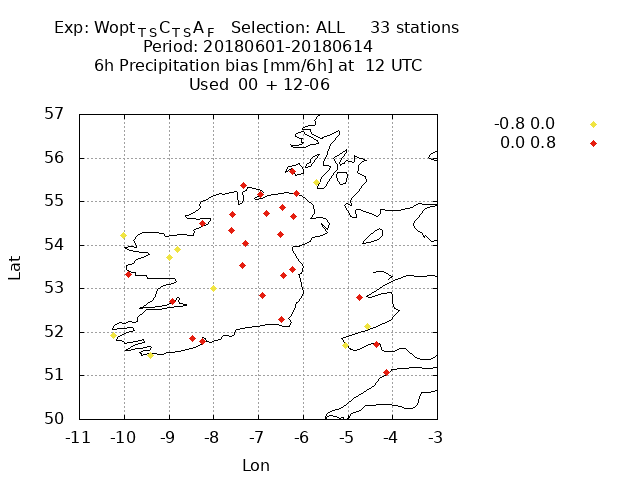 Exp: Wopt T S C T S A F Selection: ALL 33 stations
Period: 20180601-20180614
6h Precipitation bias [mm/6h] at 12 UTC
Used 00 + 12-06
-0.8 0.0
0.0 0.8
57
56
55
54
53
52
51
50
-11 -10 -9 -8 -7 -6 -5 -4 -3
Lat
Lon